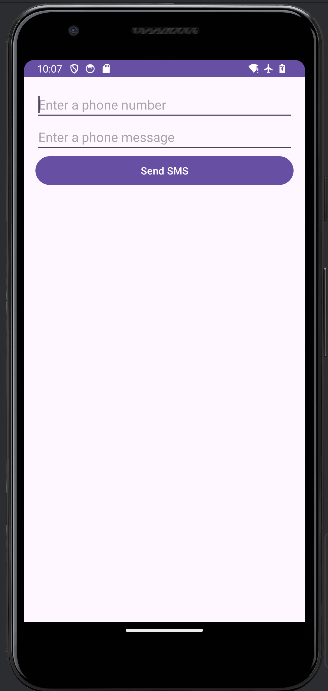 10:07
Enter a phone number
Enter a phone message
Send SMS